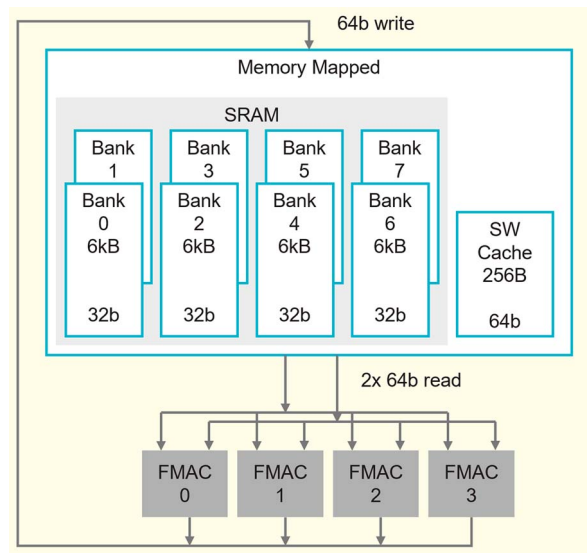 64b write
Memory Mapped
SRAM
Bank
1
Bank
3
Bank
5
Bank
7
Bank
0
6kB
32b
Bank
2
6kB
32b
Bank
4
6kB
32b
Bank
6
6kB
32b
SW
Cache
256B
64b
2x 64b read
FMAC
0
FMAC
1
FMAC
2
FMAC
3